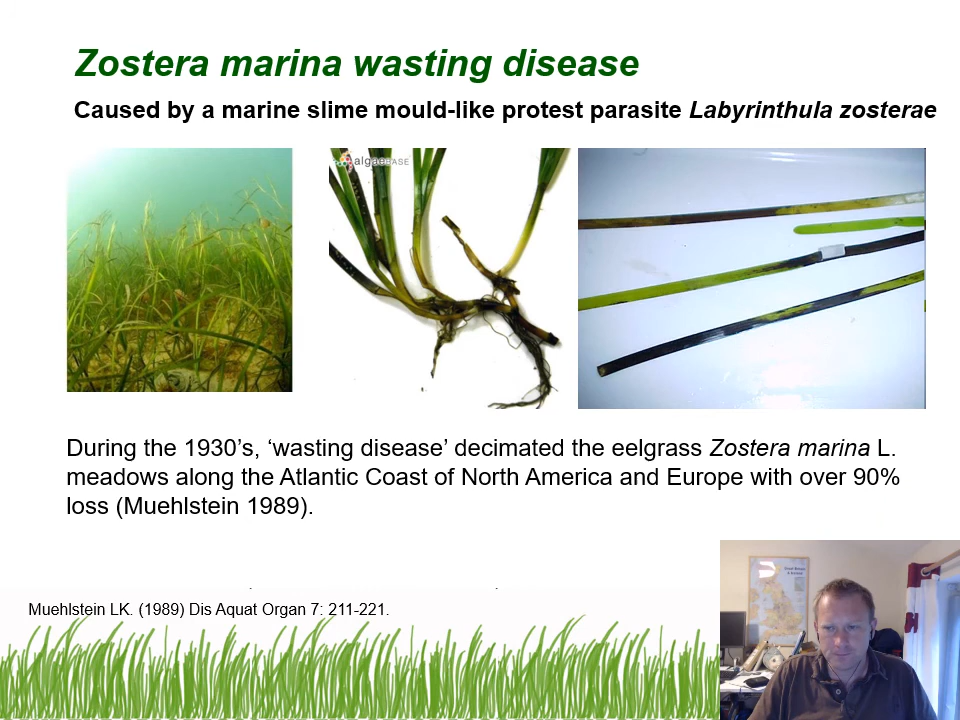 Zostera marina wasting disease
Caused by a marine slime mould-like protest parasite Labyrinthula zosterae
algaeBASE
During the 1930’s, ‘wasting disease’ decimated the eelgrass Zostera marina L.
meadows along the Atlantic Coast of North America and Europe with over 90%
loss (Muehlstein 1989).
Muehlstein LK. (1989) Dis Aquat Organ 7: 211-221.